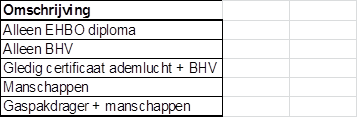 Omschrijving
Alleen EHBO diploma
Alleen BHV
Gledig certificaat ademlucht + BHV
Manschappen
Gaspakdrager + manschappen